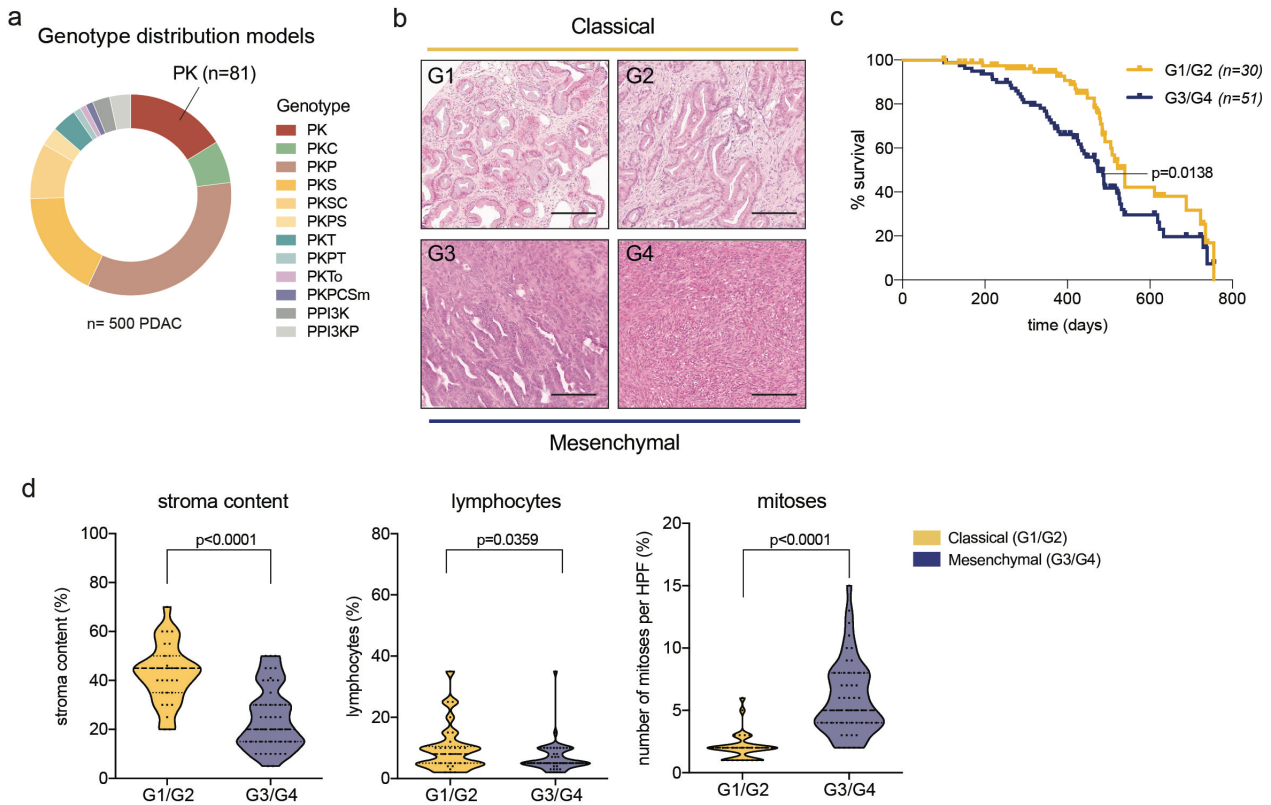 a
Genotype distribution models
PK (n=81)
Genotype
PK
PKC
PKP
PKS
PKSC
PKPS
PKT
PKPT
PKTo
PKPCSm
PPI3K
PPI3KP
n= 500 PDAC
b
Classical
G1
G2
G3
G4
Mesenchymal
c
100
80
60
40
20
0
% survival
0 200 400 600 800
time (days)
G1/G2 (n=30)
G3/G4 (n=51)
p=0.0138
d
stroma content
p<0.0001
100
80
60
40
20
0
stroma content (%)
G1/G2 G3/G4
lymphocytes
p=0.0359
80
60
40
20
0
lymphocytes (%)
G1/G2 G3/G4
mitoses
p<0.0001
20
15
10
5
0
number of mitoses per HPF (%)
G1/G2 G3/G4
Classical (G1/G2)
Mesenchymal (G3/G4)